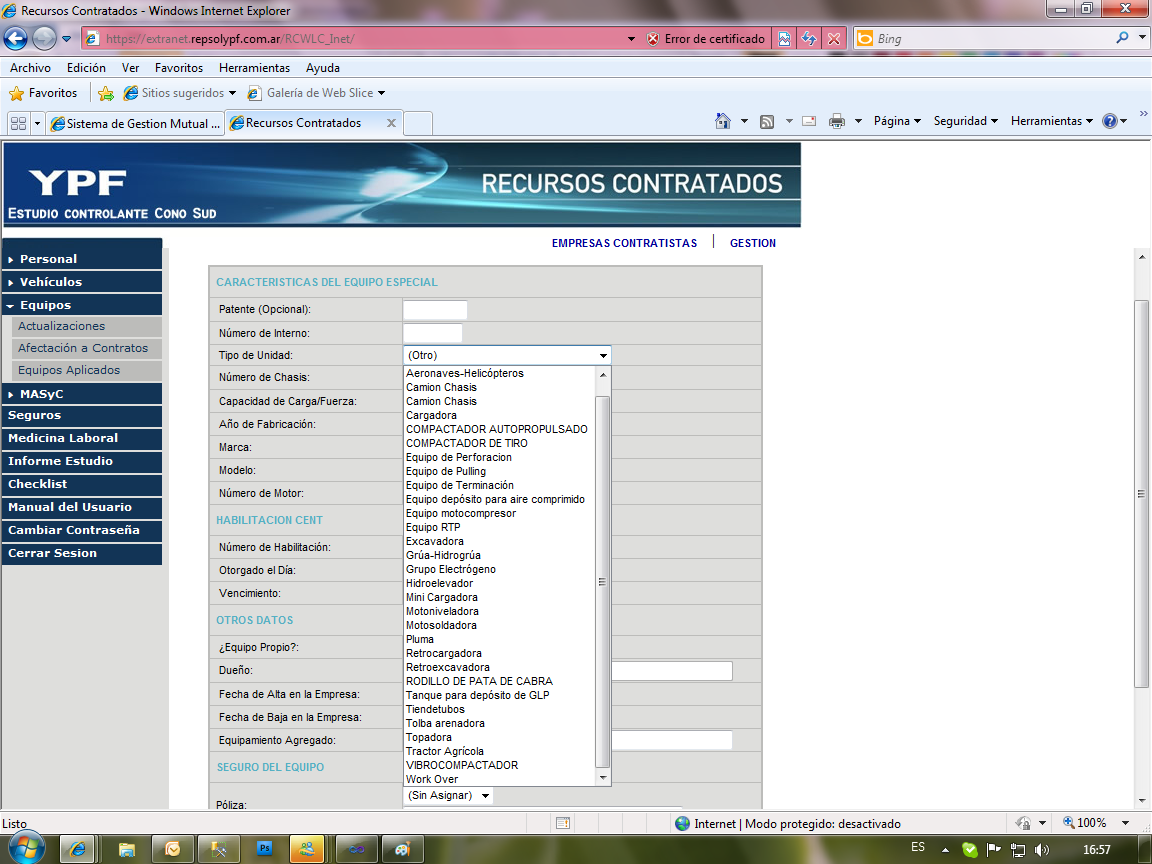 Recursos Contratados - Windows Internet Explorer
https://extranet.repsolypf.com.ar/RCWLC_Inet/
Error de certificado
Bing
Archivo Edición Ver Favoritos Herramientas Ayuda
Favoritos Sitios sugeridos Galería de Web Slice
Sistema de Gestion Mutual ... Recursos Contratados Página Seguridad Herramientas
YPF
ESTUDIO CONTROLANTE CONO SUD
RECURSOS CONTRATADOS
EMPRESAS CONTRATISTAS | GESTION
Personal
Vehículos
Equipos
Actualizaciones
Afectación a Contratos
Equipos Aplicados
MASyC
Seguros
Medicina Laboral
Informe Estudio
Checklist
Manual del Usuario
Cambiar Contraseña
Cerrar Sesion
CARACTERISTICAS DEL EQUIPO ESPECIAL
Patente (Opcional):
Número de Interno:
Tipo de Unidad: (Otro)
Número de Chasis:
Capacidad de Carga/Fuerza:
Año de Fabricación:
Marca:
Modelo:
Número de Motor:
HABILITACION CENT
Número de Habilitación:
Otorgado el Día:
Vencimiento:
OTROS DATOS
¿Equipo Propio?:
Dueño:
Fecha de Alta en la Empresa:
Fecha de Baja en la Empresa:
Equipamiento Agregado:
SEGURO DEL EQUIPO
Póliza:
Aeronaves-Helicópteros
Camion Chasis
Camion Chasis
Cargadora
COMPACTADOR AUTOPROPULSADO
COMPACTADOR DE TIRO
Equipo de Perforacion
Equipo de Pulling
Equipo de Terminación
Equipo depósito para aire comprimido
Equipo motocompresor
Equipo RTP
Excavadora
Grúa-Hidrogrúa
Grupo Electrógeno
Hidroelevador
Mini Cargadora
Motoniveladora
Motosoldadora
Pluma
Retrocargadora
Retroexcavadora
RODILLO DE PATA DE CABRA
Tanque para depósito de GLP
Tiendetubos
Tolba arenadora
Topadora
Tractor Agrícola
VIBROCOMPACTADOR
Work Over
(Sin Asignar)
Listo
Internet | Modo protegido: desactivado
100%
Ps
ES
16:57